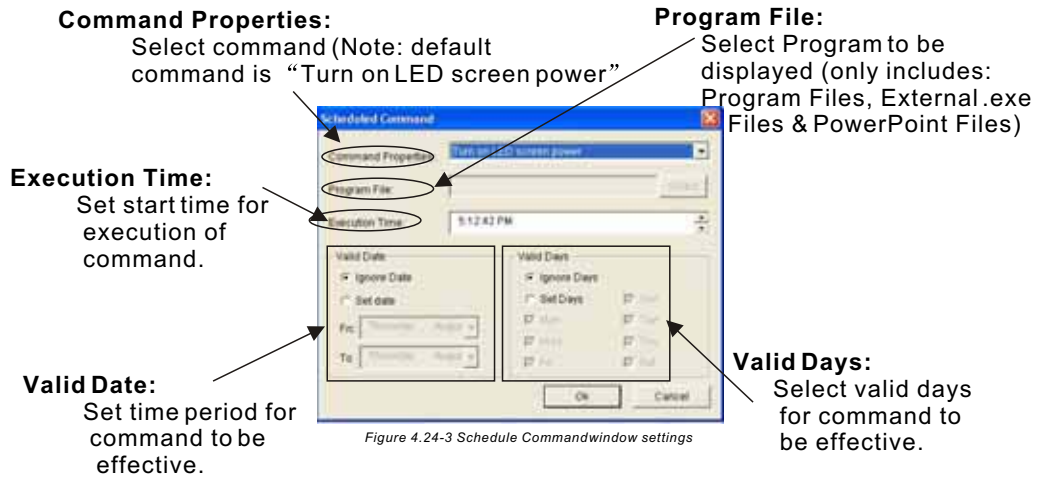 Command Properties:
Select command (Note: default
command is “Turn on LED screen power”
Program File:
Select Program to be
displayed (only includes:
Program Files, External .exe
Files & PowerPoint Files)
Execution Time:
Set start time for
execution of
command.
Scheduled Command
Command Properties
Turn on LED screen power
Program File:
Execution Time:
5:12:42 PM
Valid Date
Ignore Date
Set date
To
Valid Days
Ignore Days
Set Days
Ok
Cancel
Valid Date:
Set time period for
command to be
effective.
Valid Days:
Select valid days
for command to
be effective.
Figure 4.24-3 Schedule Commandwindow settings